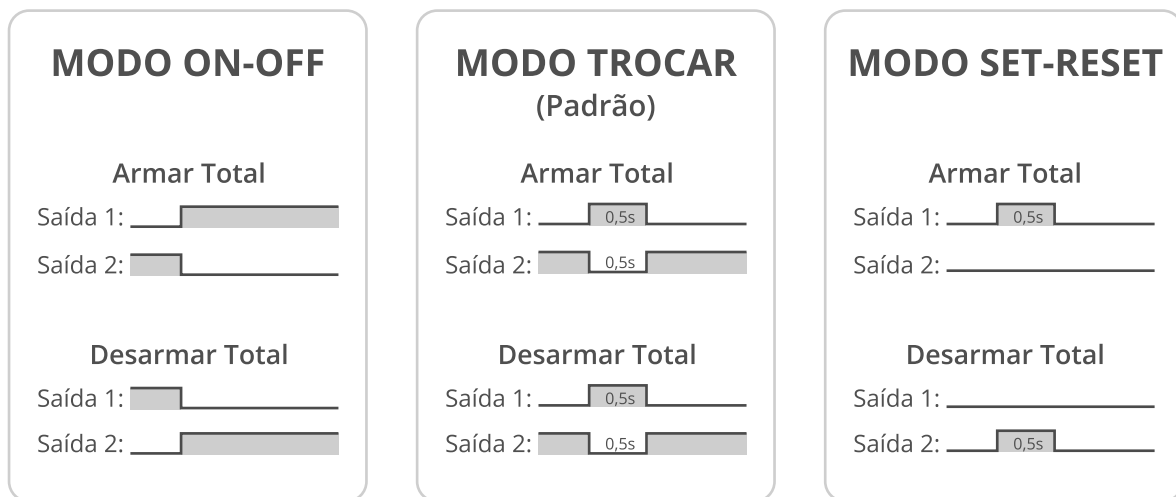 MODO ON-OFF
Armar Total
Saída 1:
Saída 2:
Desarmar Total
Saída 1:
Saída 2:
MODO TROCAR
(Padrão)
Armar Total
Saída 1: 0,5s
Saída 2: 0,5s
Desarmar Total
Saída 1: 0,5s
Saída 2: 0,5s
MODO SET-RESET
Armar Total
Saída 1: 0,5s
Saída 2:
Desarmar Total
Saída 1:
Saída 2: 0,5s